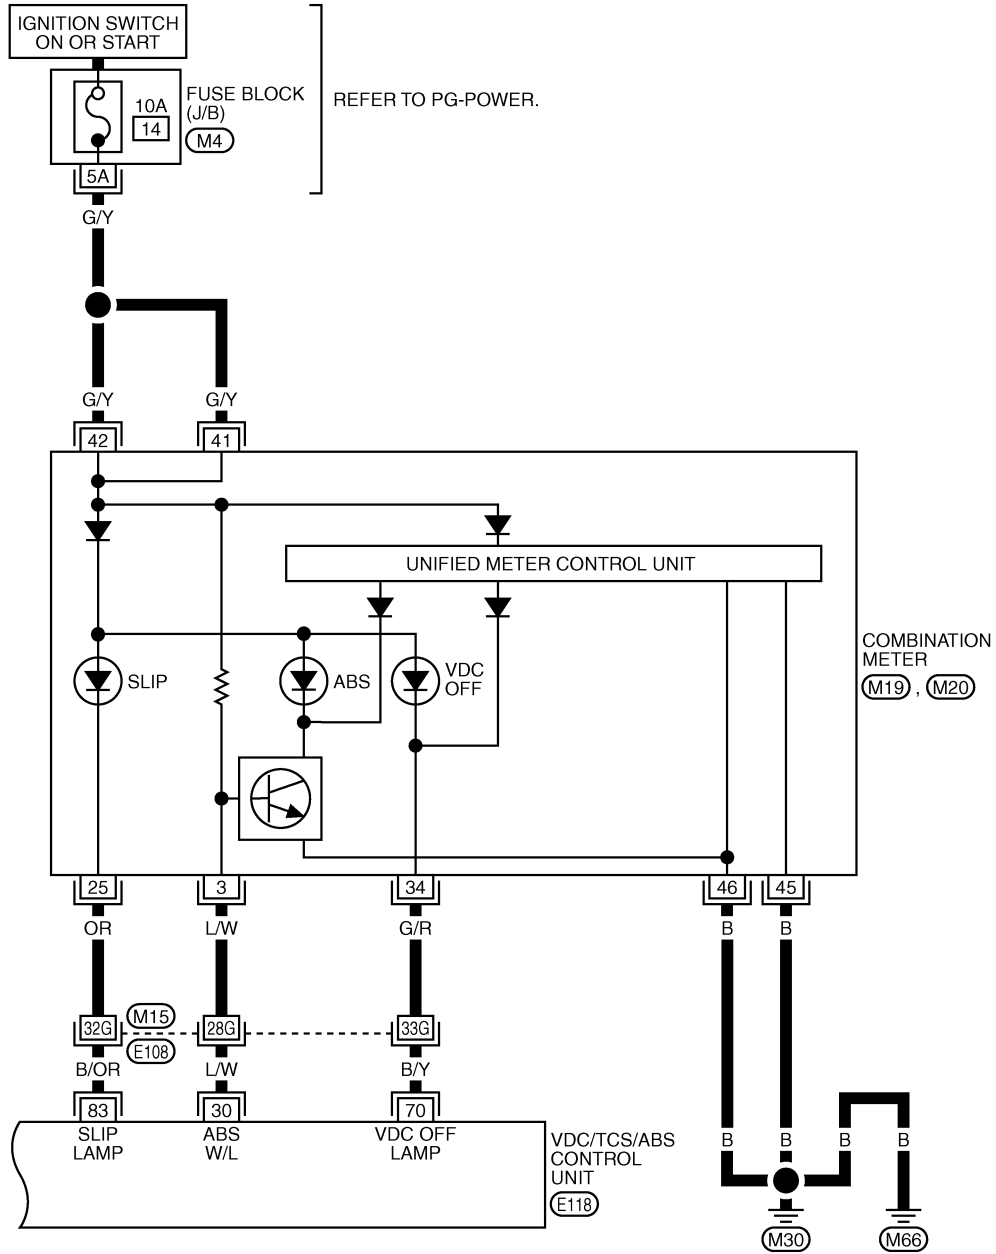 IGNITION SWITCH
ON OR START
10A
14
FUSE BLOCK
(J/B)
M4
REFER TO PG-POWER.
5A
G/Y
G/Y
G/Y
42
41
UNIFIED METER CONTROL UNIT
SLIP
ABS
VDC
OFF
COMBINATION
METER
M19 , M20
25
3
34
46
45
OR
L/W
G/R
B
B
32G
M15
E108
28G
33G
B/OR
L/W
B/Y
83
30
70
SLIP
LAMP
ABS
W/L
VDC OFF
LAMP
VDC/TCS/ABS
CONTROL
UNIT
E118
B
B
B
B
M30
M66